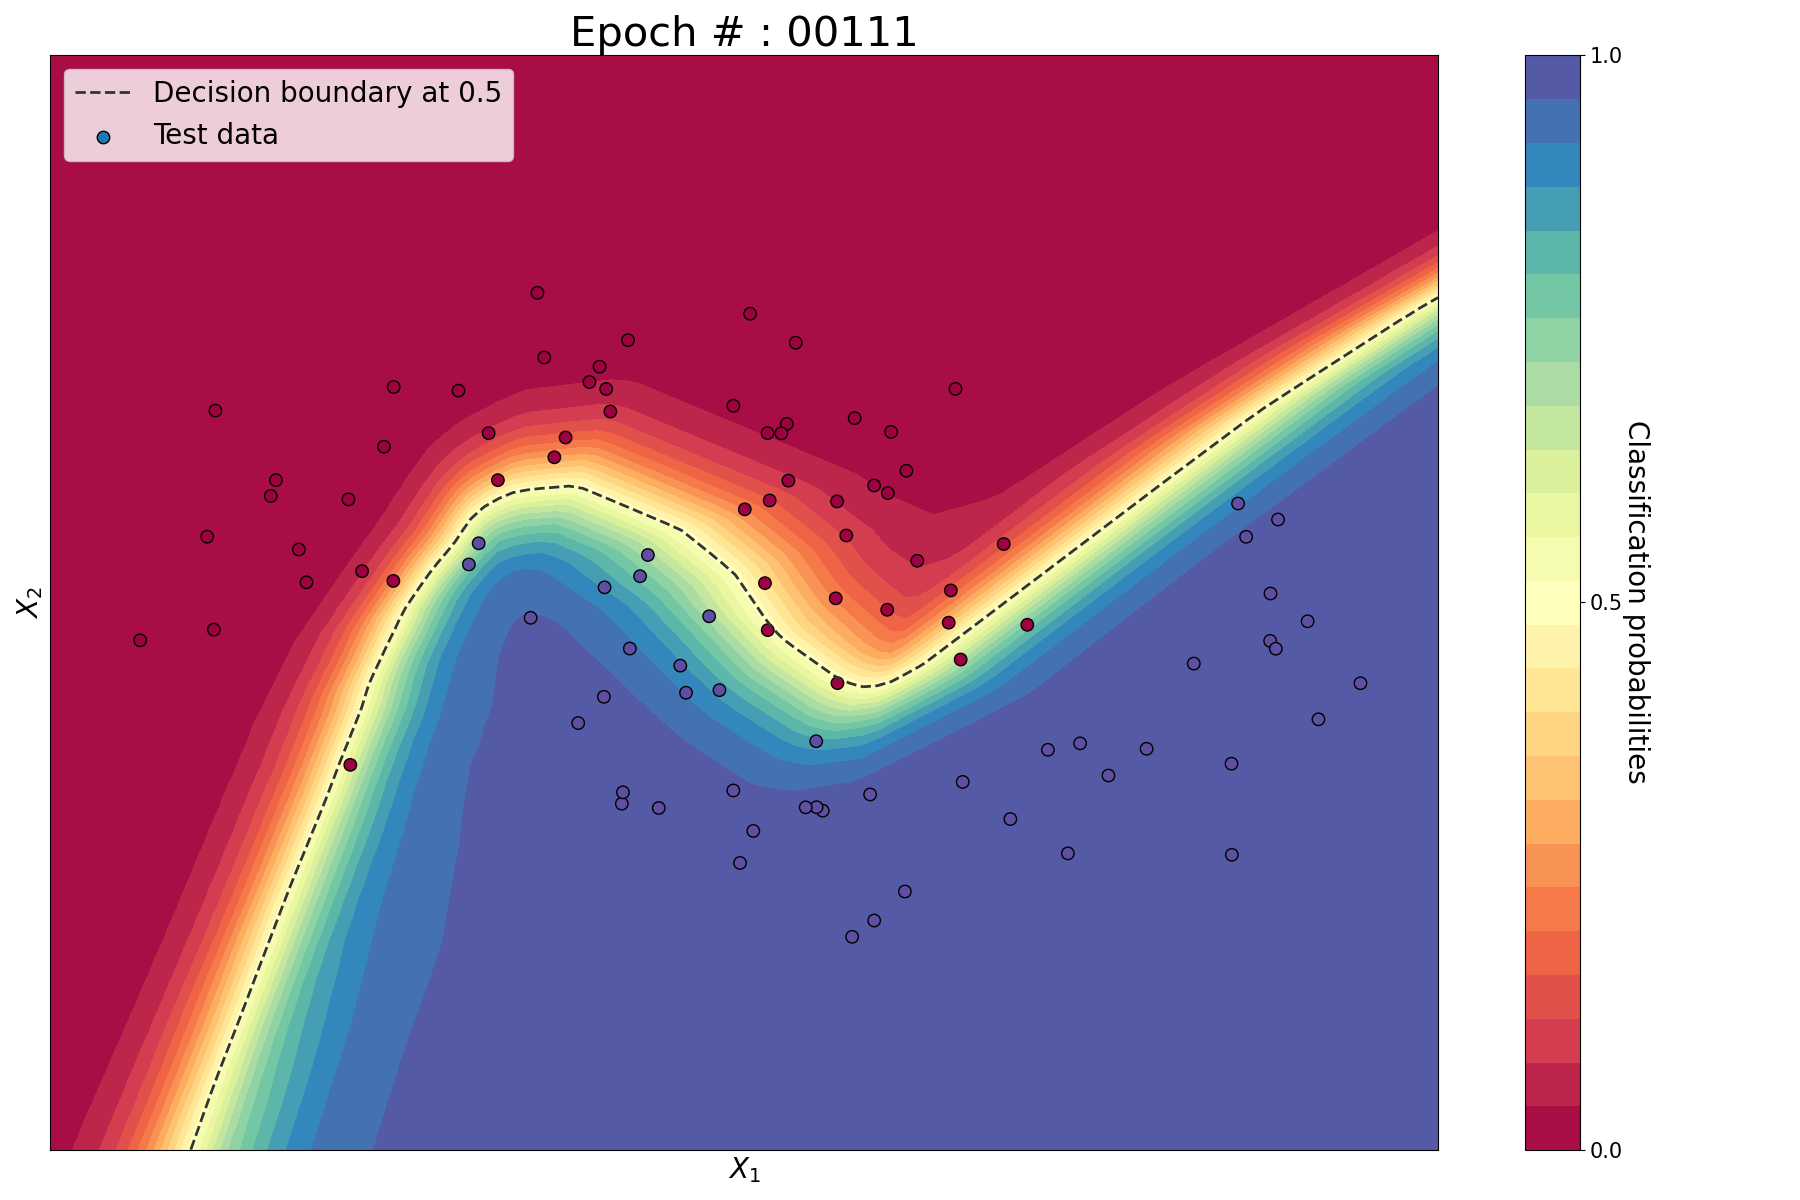 Epoch # : 00111
Decision boundary at 0.5
Test data
X₂
X₁
1.0
0.5
0.0
Classification probabilities